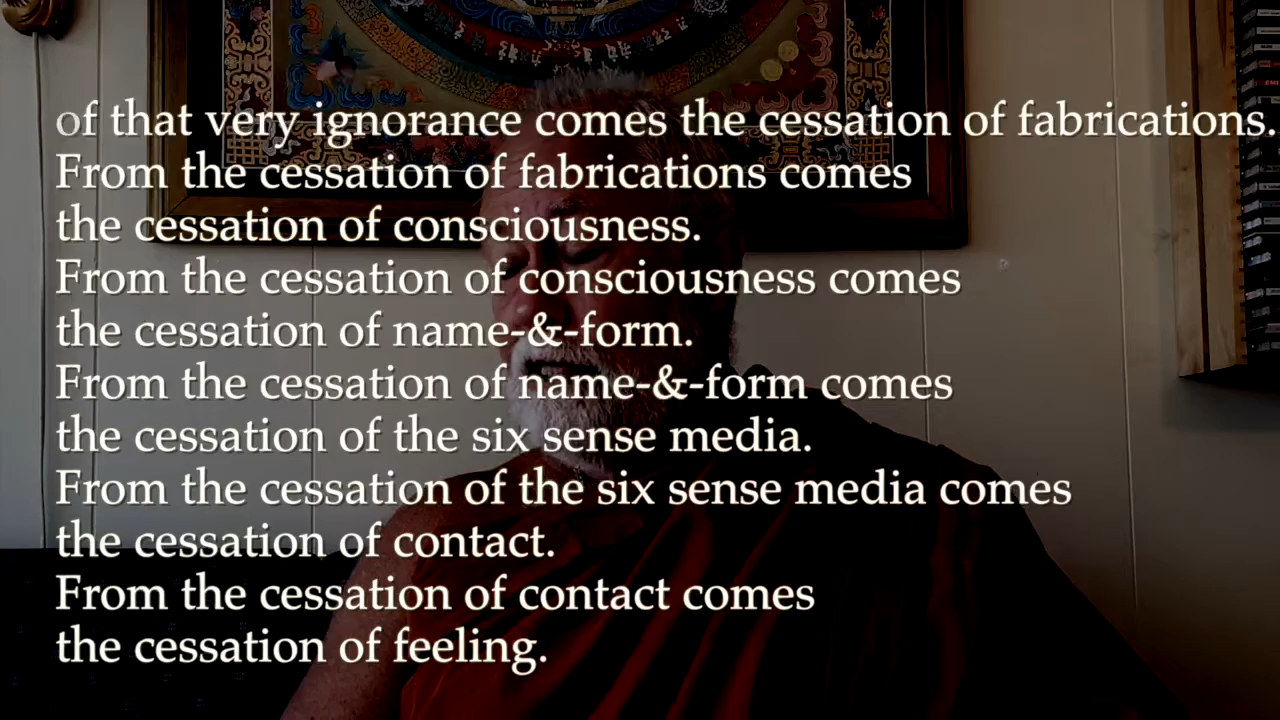 of that very ignorance comes the cessation of fabrications.
From the cessation of fabrications comes
the cessation of consciousness.
From the cessation of consciousness comes
the cessation of name-&-form.
From the cessation of name-&-form comes
the cessation of the six sense media.
From the cessation of the six sense media comes
the cessation of contact.
From the cessation of contact comes
the cessation of feeling.